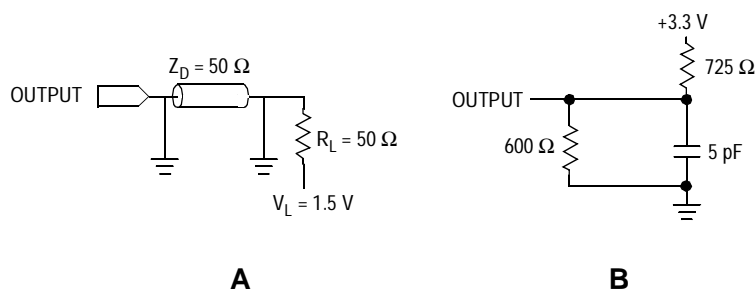 +3.3 V
Z_D = 50 Ω
725 Ω
OUTPUT
OUTPUT
R_L = 50 Ω
600 Ω
5 pF
V_L = 1.5 V
A
B